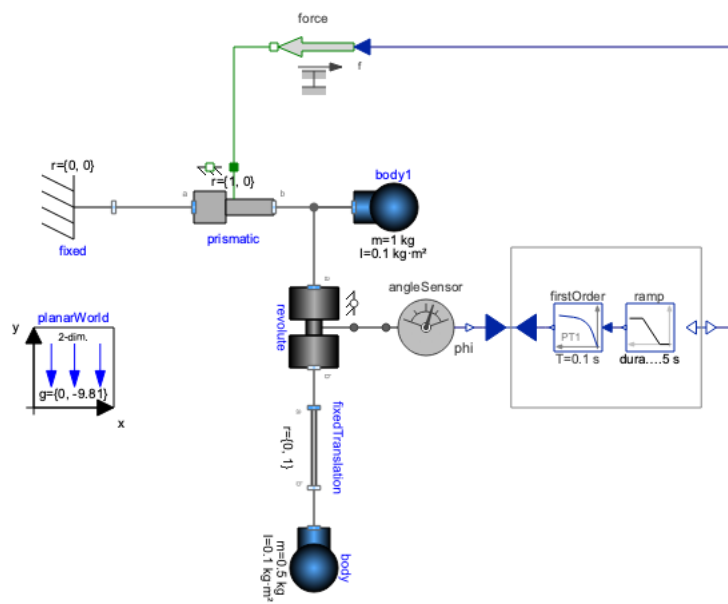 force
f
r={0, 0}
r={1, 0}
a
b
body1
fixed
prismatic
m=1 kg
I=0.1 kg·m²
planarWorld
y
2-dim.
g={0, -9.81}
x
revolute
angleSensor
phi
firstOrder
PT1
T=0.1 s
ramp
dura....5 s
r={0, 1}
fixedTranslation
a
m=0.5 kg
I=0.1 kg·m²
body